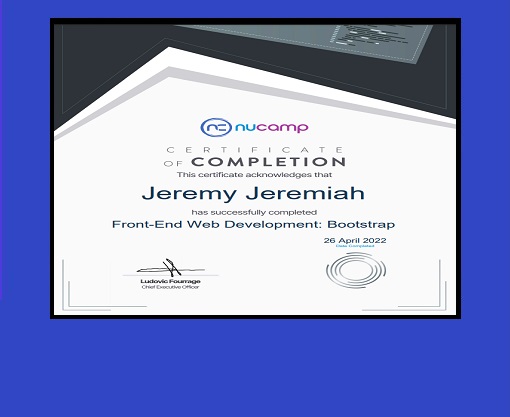 nc nucamp
CERTIFICATE
OF COMPLETION
This certificate acknowledges that
Jeremy Jeremiah
has successfully completed
Front-End Web Development: Bootstrap
26 April 2022
Date Completed
Ludovic Fourrage
Chief Executive Officer